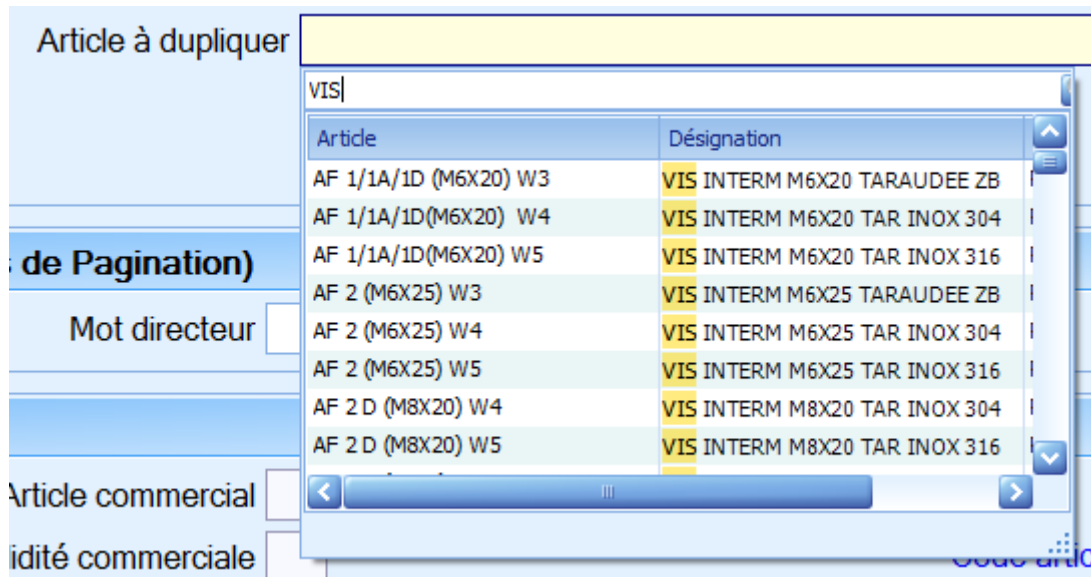 Article à dupliquer
VIS
Article Désignation
AF 1/1A/1D (M6X20) W3 VIS INTERM M6X20 TARAUDEE ZB
AF 1/1A/1D(M6X20)  W4 VIS INTERM M6X20 TAR INOX 304
AF 1/1A/1D(M6X20) W5 VIS INTERM M6X20 TAR INOX 316
de Pagination)
AF 2 (M6X25) W3 VIS INTERM M6X25 TARAUDEE ZB
Mot directeur
AF 2 (M6X25) W4 VIS INTERM M6X25 TAR INOX 304
AF 2 (M6X25) W5 VIS INTERM M6X25 TAR INOX 316
AF 2 D (M8X20) W4 VIS INTERM M8X20 TAR INOX 304
AF 2 D (M8X20) W5 VIS INTERM M8X20 TAR INOX 316
Article commercial
idité commerciale